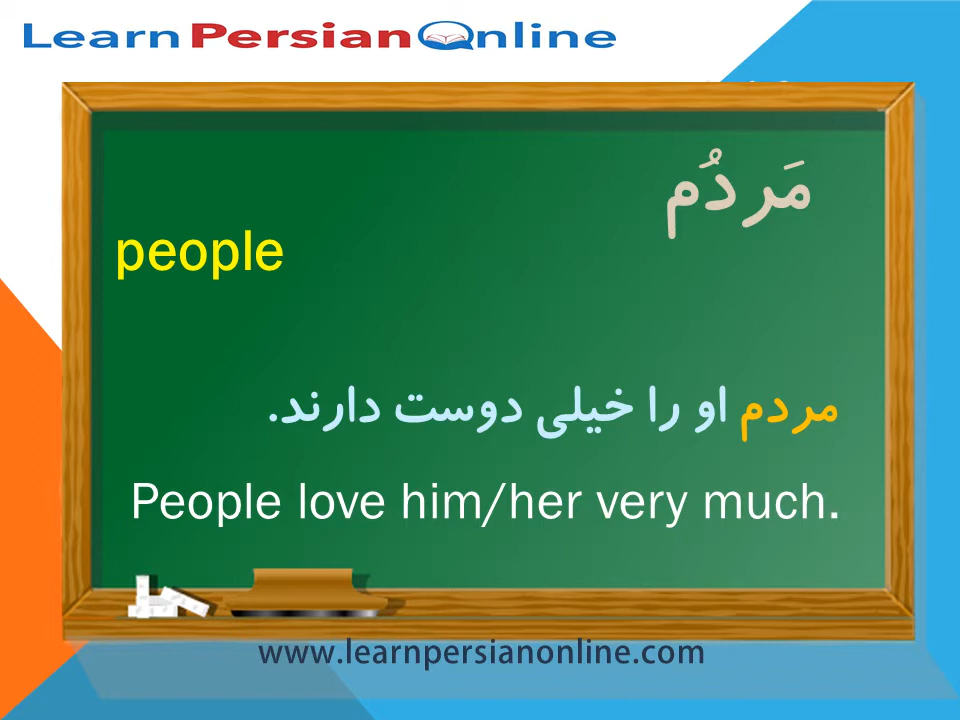 Learn Persian Online
مَردُم
people
مردم او را خیلی دوست دارند.
People love him/her very much.
www.learnpersianonline.com